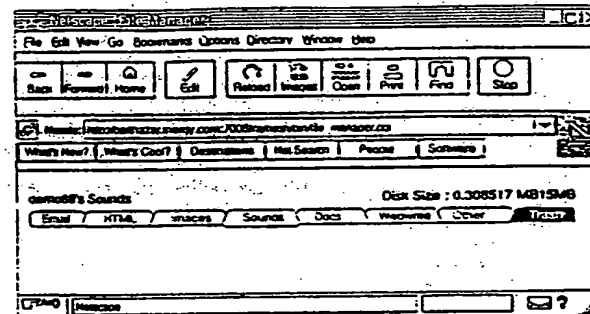 Netscape - [File Manager]
File Edit View Go Bookmarks Options Directory Window Help
Back Forward Home Edit Reload Images Open Print Find Stop
What's New? What's Cool? Destinations Net Search People Software
demo68's Sounds Disk Size : 0.308517 MB15MB
Email HTML Images Sounds Docs Other
Netscape ?